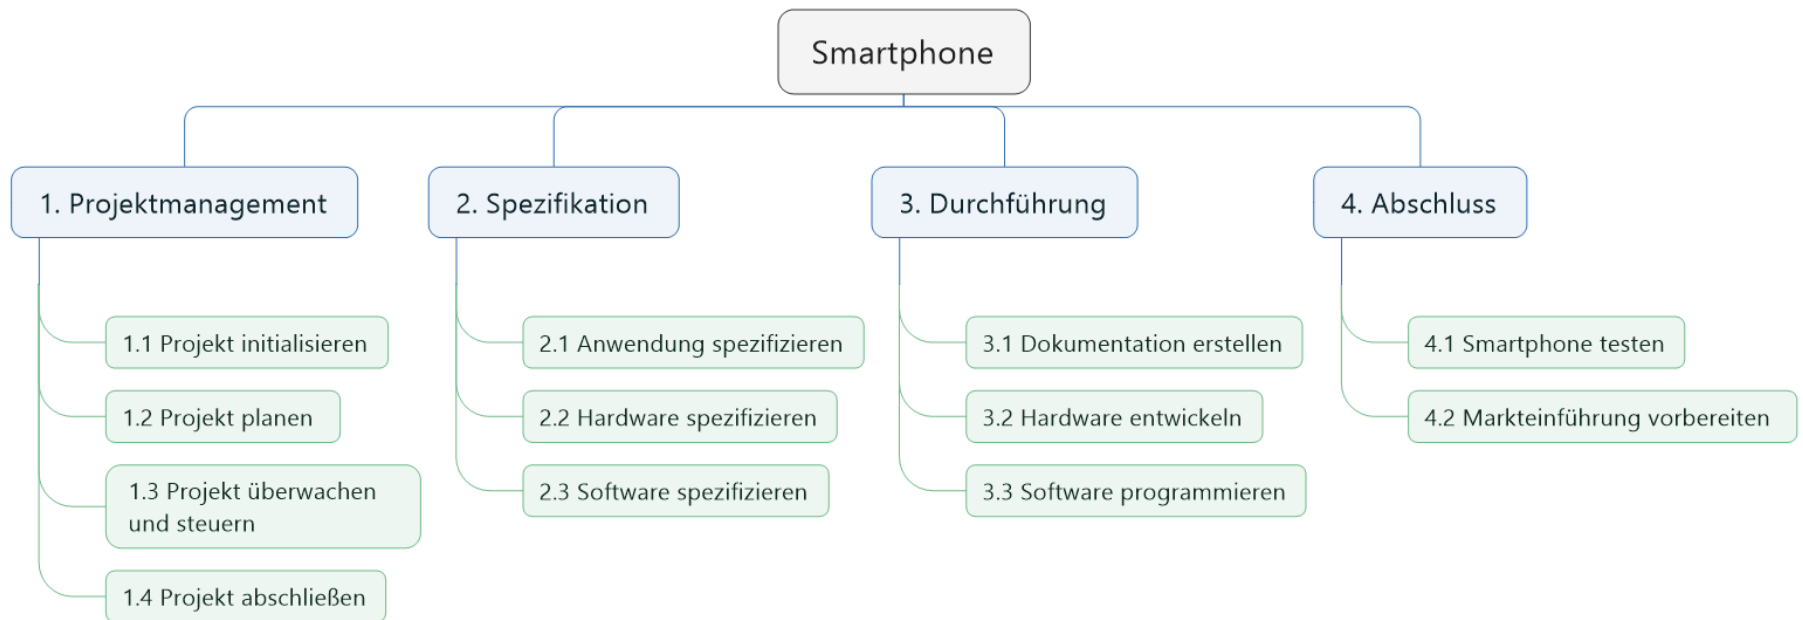 Smartphone
1. Projektmanagement
1.1 Projekt initialisieren
1.2 Projekt planen
1.3 Projekt überwachen
und steuern
1.4 Projekt abschließen
2. Spezifikation
2.1 Anwendung spezifizieren
2.2 Hardware spezifizieren
2.3 Software spezifizieren
3. Durchführung
3.1 Dokumentation erstellen
3.2 Hardware entwickeln
3.3 Software programmieren
4. Abschluss
4.1 Smartphone testen
4.2 Markteinführung vorbereiten